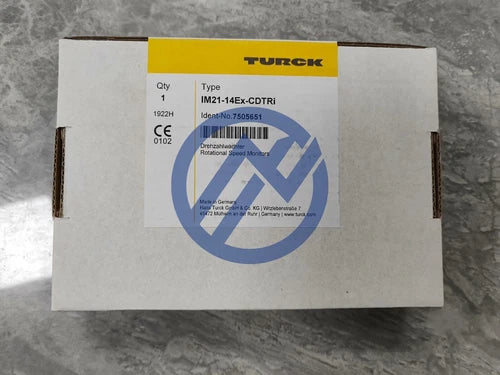 TURCK
Qty
1
1922H
CE
0102
Type
IM21-14Ex-CDTRi
Ident-No.7505651
Drehzahlwächter
Rotational Speed Monitors
Made in Germany
Hans Turck GmbH & Co. KG | Witzlebenstraße 7
45472 Mülheim an der Ruhr | Germany | www.turck.com